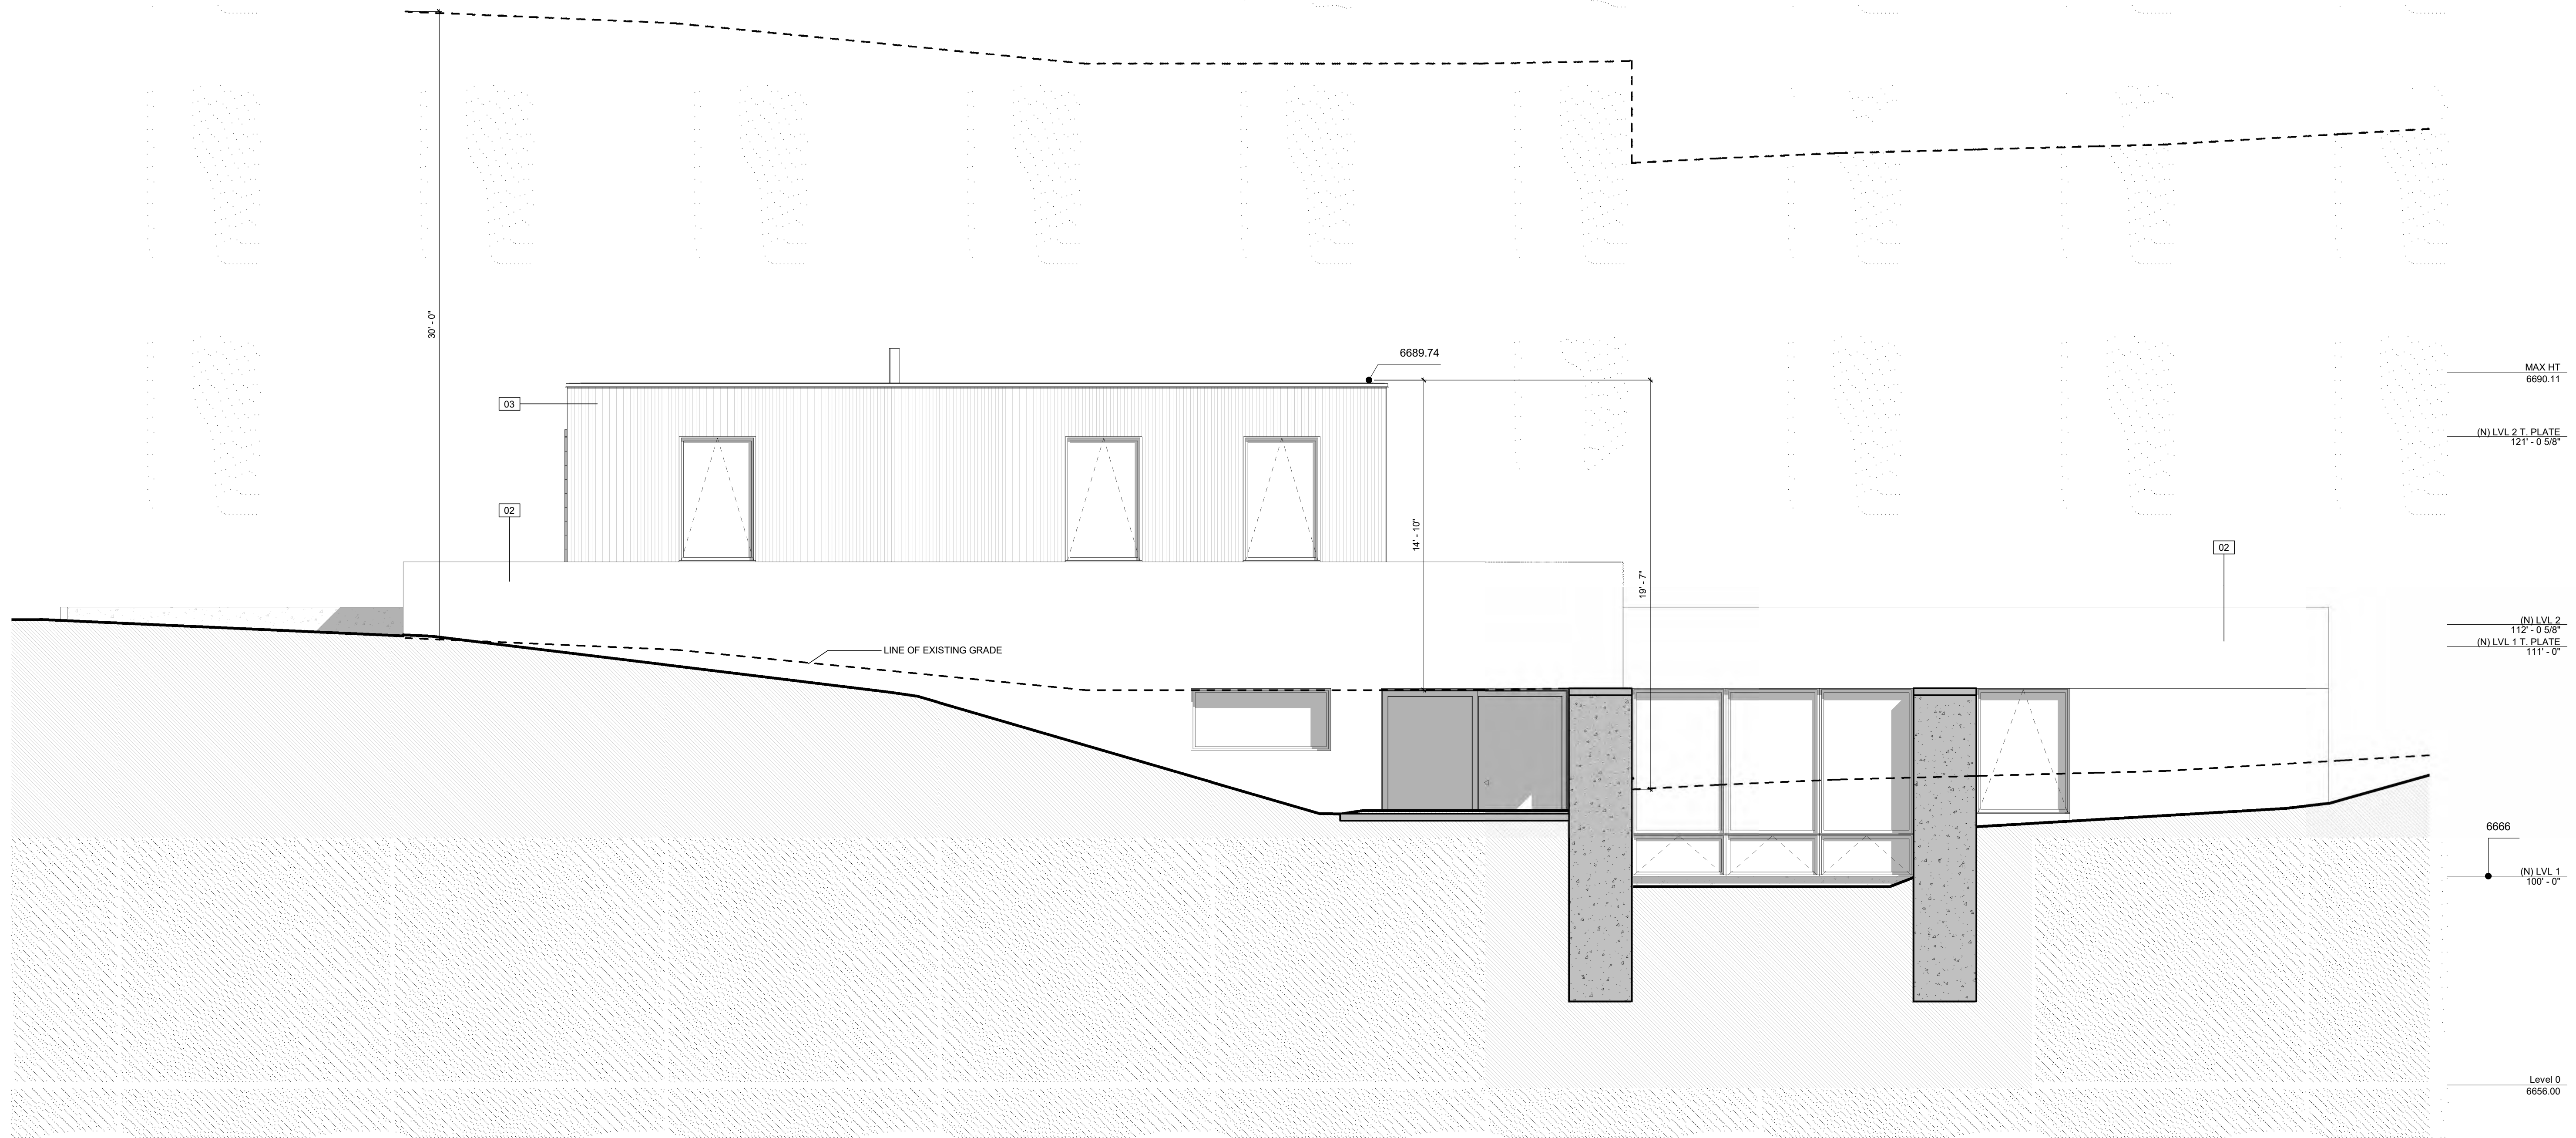 30' - 0"
6689.74
MAX HT
6690.11
03
(N) LVL 2 T. PLATE
121' - 0 5/8"
02
14' - 10"
19' - 7"
02
LINE OF EXISTING GRADE
(N) LVL 2
112' - 0 5/8"
(N) LVL 1 T. PLATE
111' - 0"
6666
(N) LVL 1
100' - 0"
Level 0
6656.00